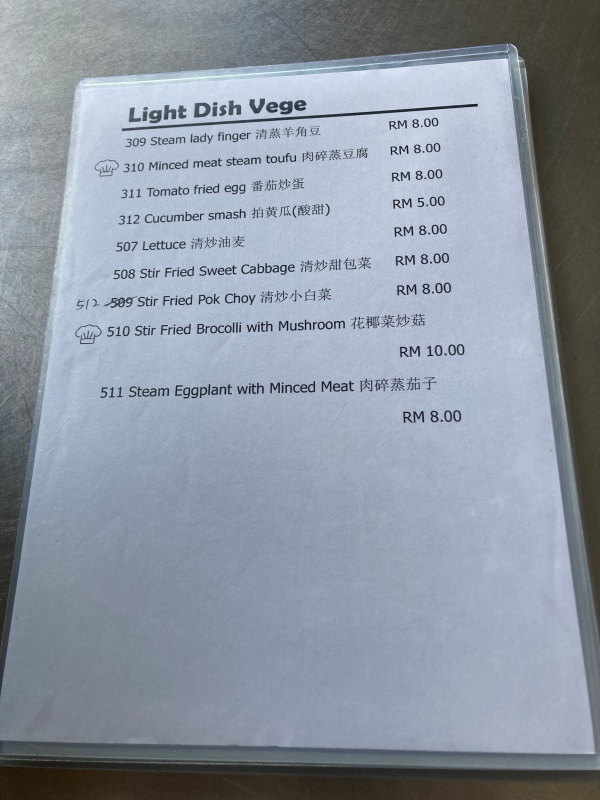 Light Dish Vege
309 Steam lady finger 清蒸羊角豆 RM 8.00
310 Minced meat steam toufu 肉碎蒸豆腐 RM 8.00
311 Tomato fried egg 番茄炒蛋 RM 8.00
312 Cucumber smash 拍黄瓜(酸甜) RM 5.00
507 Lettuce 清炒油麦 RM 8.00
508 Stir Fried Sweet Cabbage 清炒甜包菜 RM 8.00
512 509 Stir Fried Pok Choy 清炒小白菜 RM 8.00
510 Stir Fried Brocolli with Mushroom 花椰菜炒菇
RM 10.00
511 Steam Eggplant with Minced Meat 肉碎蒸茄子
RM 8.00